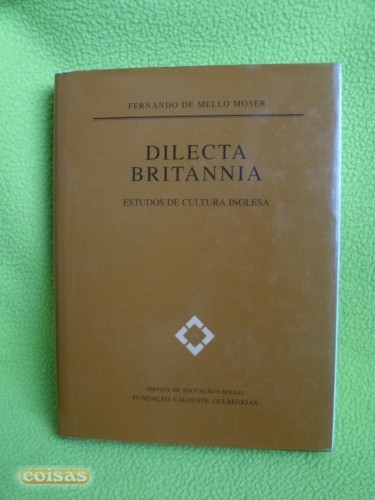 FERNANDO DE MELLO MOSER
DILECTA
BRITANNIA
ESTUDOS DE CULTURA INGLESA
SERVIÇO DE EDUCAÇÃO E BOLSAS
FUNDAÇÃO CALOUSTE GULBENKIAN
coisas